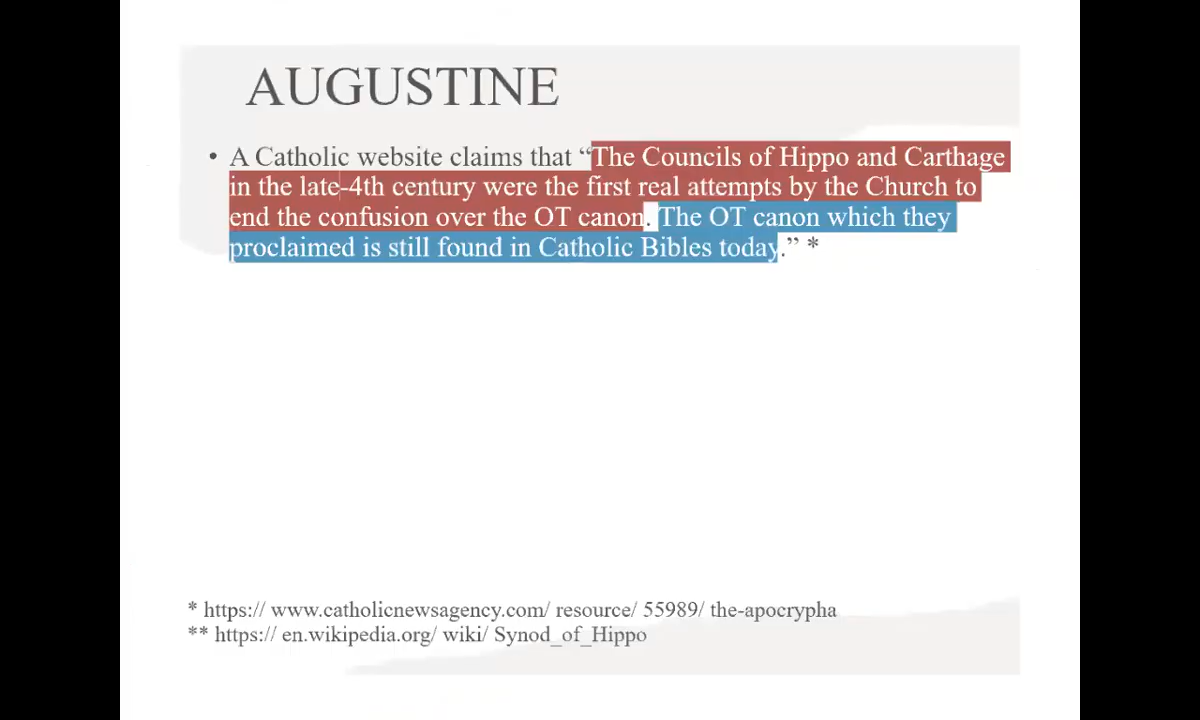 AUGUSTINE
• A Catholic website claims that “The Councils of Hippo and Carthage
in the late-4th century were the first real attempts by the Church to
end the confusion over the OT canon. The OT canon which they
proclaimed is still found in Catholic Bibles today.” *
* https:// www.catholicnewsagency.com/ resource/ 55989/ the-apocrypha
** https:// en.wikipedia.org/ wiki/ Synod_of_Hippo